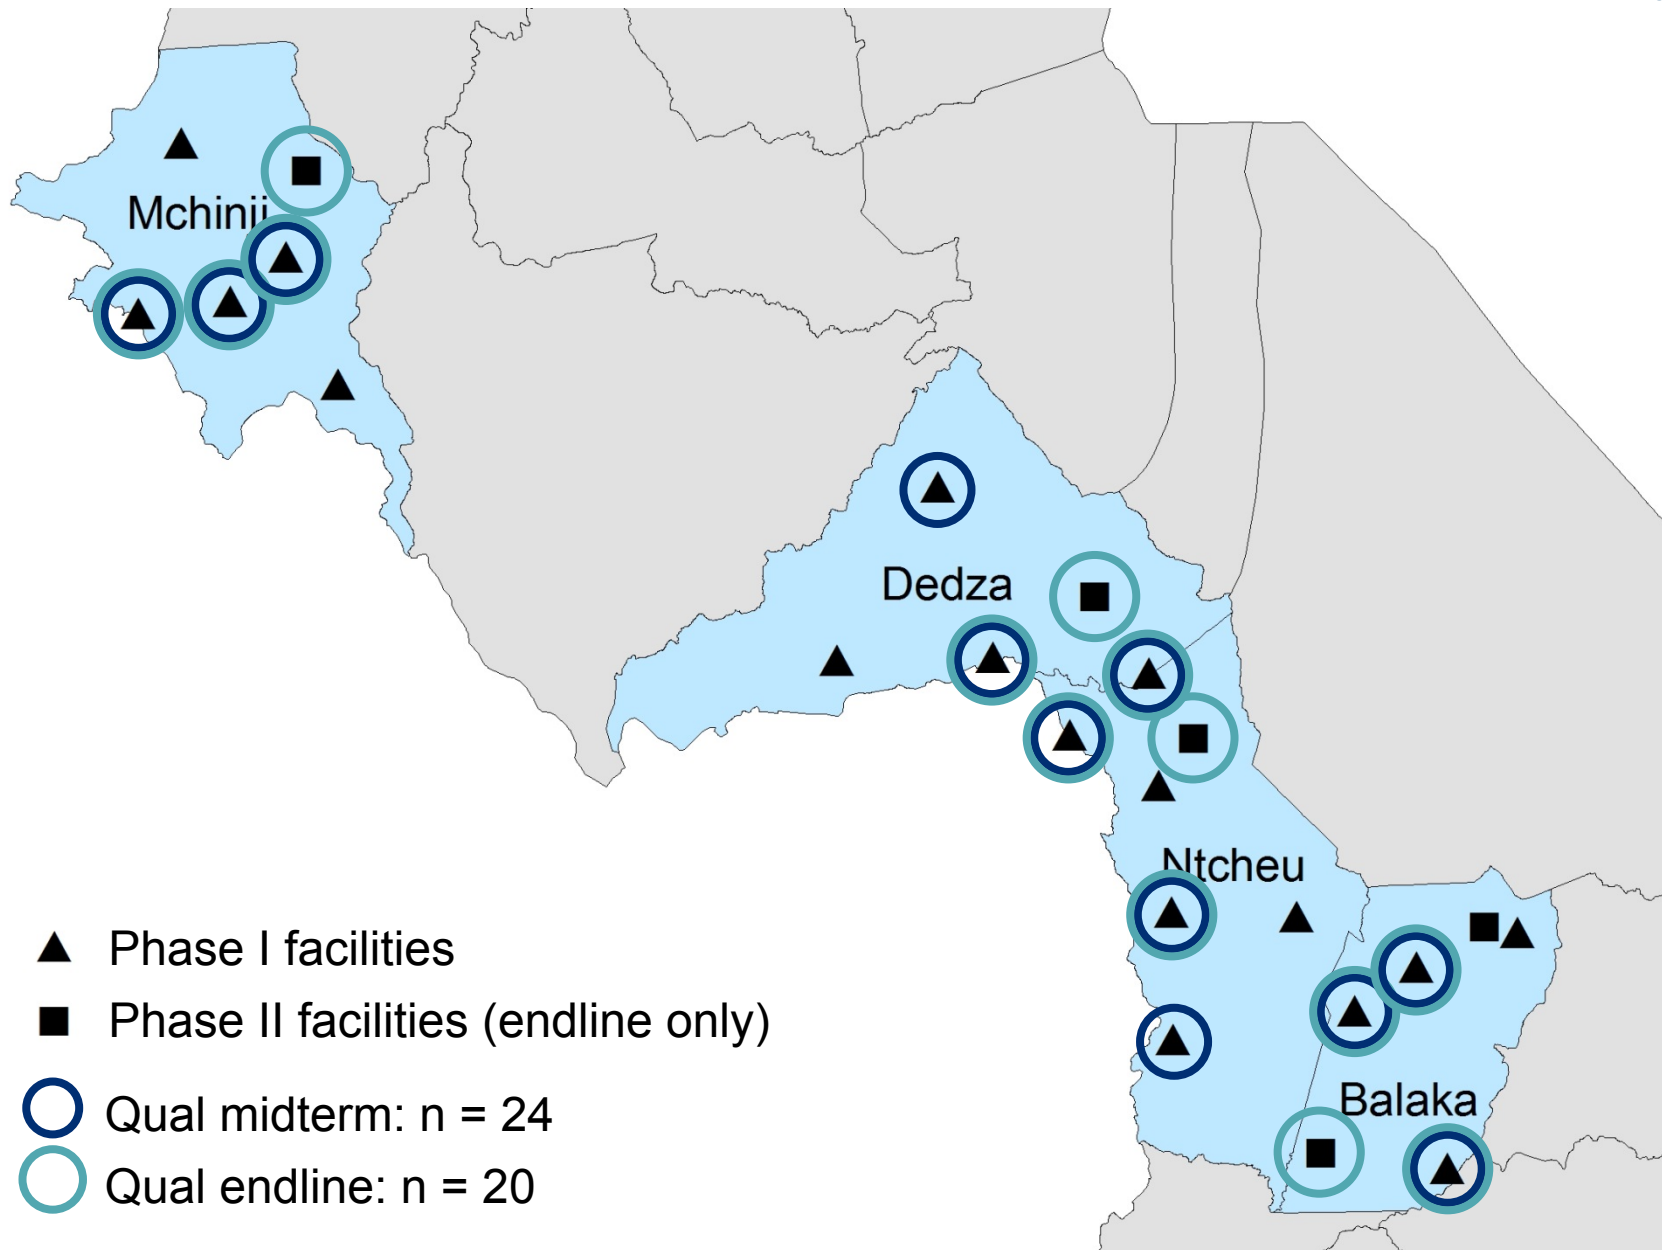 Mchinji
Dedza
Ntcheu
Balaka
Phase I facilities
Phase II facilities (endline only)
Qual midterm: n = 24
Qual endline: n = 20